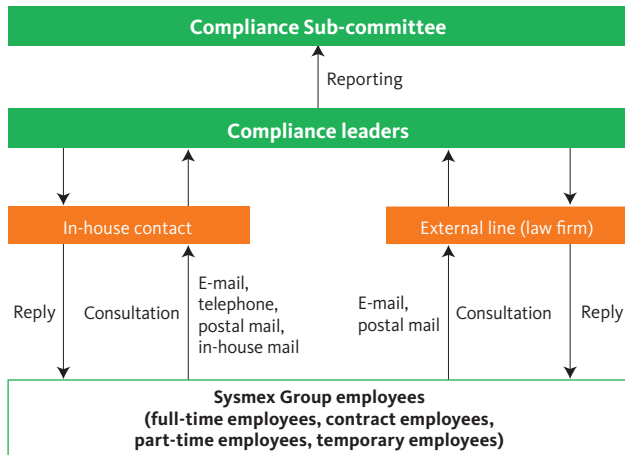 Compliance Sub-committee
Reporting
Compliance leaders
In-house contact
External line (law firm)
Reply
Consultation
E-mail,
telephone,
postal mail,
in-house mail
E-mail,
postal mail
Consultation
Reply
Sysmex Group employees
(full-time employees, contract employees,
part-time employees, temporary employees)